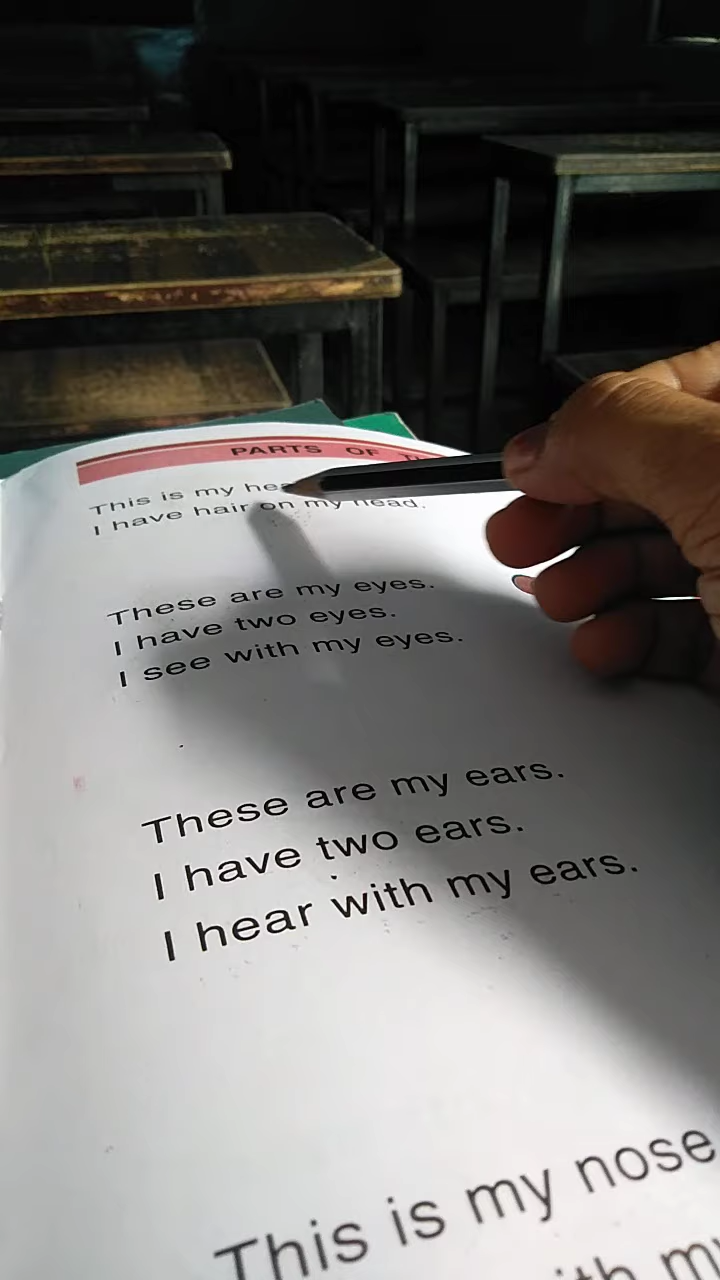 PARTS OF
This is my
I have hair on my head.
These are my eyes.
I have two eyes.
I see with my eyes.
These are my ears.
I have two ears.
I hear with my ears.
This is my nose